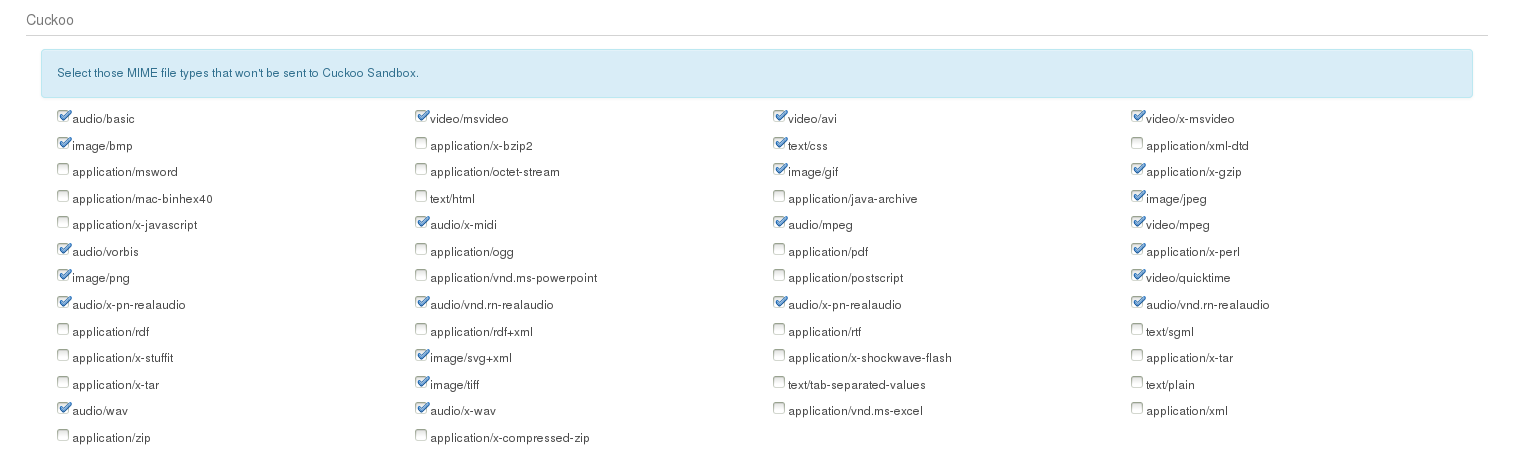 Cuckoo
Select those MIME file types that won't be sent to Cuckoo Sandbox.
audio/basic video/msvideo video/avi video/x-msvideo
image/bmp application/x-bzip2 text/css application/xml-dtd
application/msword application/octet-stream image/gif application/x-gzip
application/mac-binhex40 text/html application/java-archive image/jpeg
application/x-javascript audio/x-midi audio/mpeg video/mpeg
audio/vorbis application/ogg application/pdf application/x-perl
image/png application/vnd.ms-powerpoint application/postscript video/quicktime
audio/x-pn-realaudio audio/vnd.rn-realaudio audio/x-pn-realaudio audio/vnd.rn-realaudio
application/rdf application/rdf+xml application/rtf text/sgml
application/x-stuffit image/svg+xml application/x-shockwave-flash application/x-tar
application/x-tar image/tiff text/tab-separated-values text/plain
audio/wav audio/x-wav application/vnd.ms-excel application/xml
application/zip application/x-compressed-zip